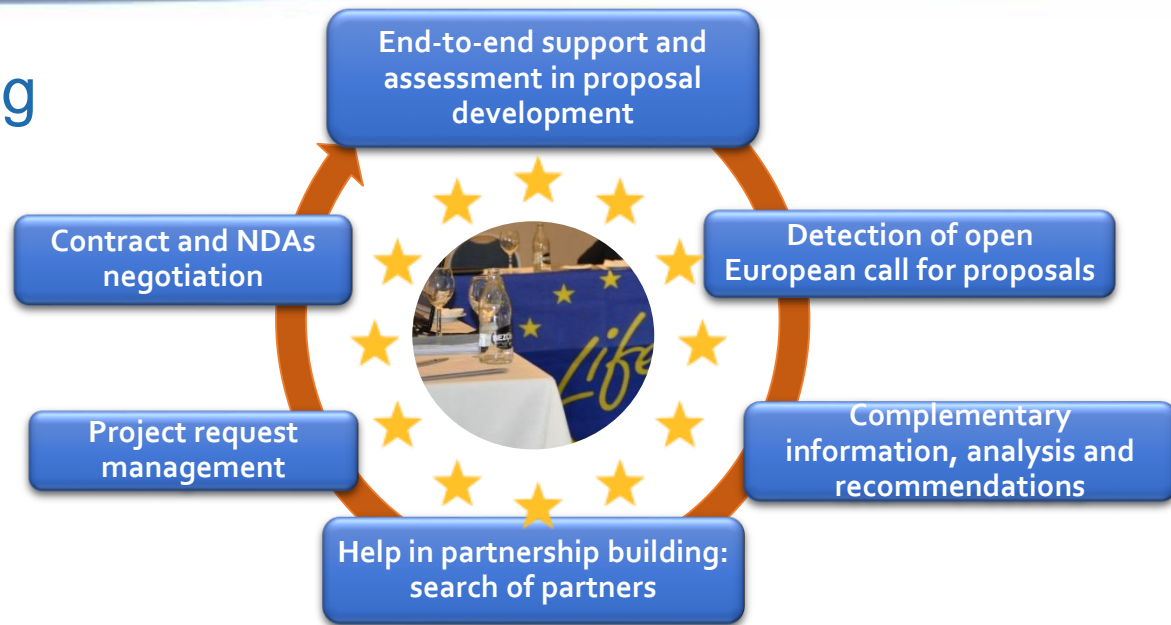 g
End-to-end support and
assessment in proposal
development
Contract and NDAs
negotiation
Detection of open
European call for proposals
Life
Project request
management
Complementary
information, analysis and
recommendations
Help in partnership building:
search of partners